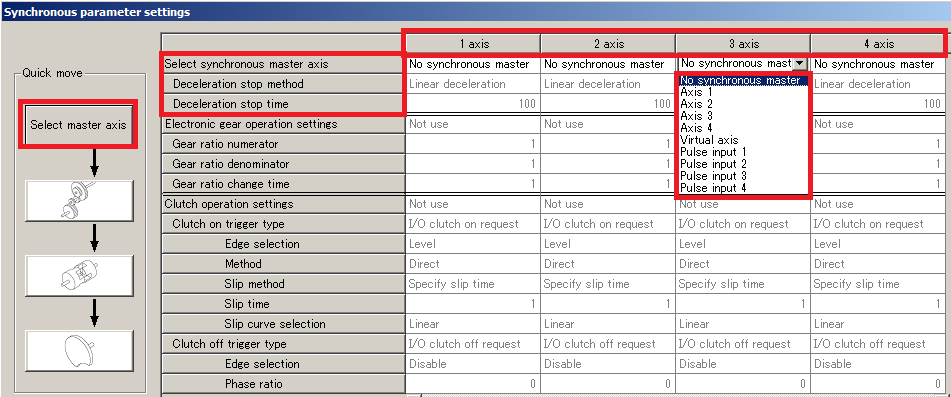 Synchronous parameter settings
1 axis 2 axis 3 axis 4 axis
Quick move
Select master axis
Select synchronous master axis No synchronous master No synchronous master No synchronous mast No synchronous master
Deceleration stop method Linear deceleration Linear deceleration Linear deceleration
Deceleration stop time 100 100 100
No synchronous master
Axis 1
Axis 2
Axis 3
Axis 4
Virtual axis
Pulse input 1
Pulse input 2
Pulse input 3
Pulse input 4
Electronic gear operation settings Not use Not use Not use
Gear ratio numerator 1 1 1
Gear ratio denominator 1 1 1
Gear ratio change time 1 1 1
Clutch operation settings Not use Not use Not use Not use
Clutch on trigger type I/O clutch on request I/O clutch on request I/O clutch on request I/O clutch on request
Edge selection Level Level Level Level
Method Direct Direct Direct Direct
Slip method Specify slip time Specify slip time Specify slip time Specify slip time
Slip time 1 1 1 1
Slip curve selection Linear Linear Linear Linear
Clutch off trigger type I/O clutch off request I/O clutch off request I/O clutch off request I/O clutch off request
Edge selection Disable Disable Disable Disable
Phase ratio 0 0 0 0